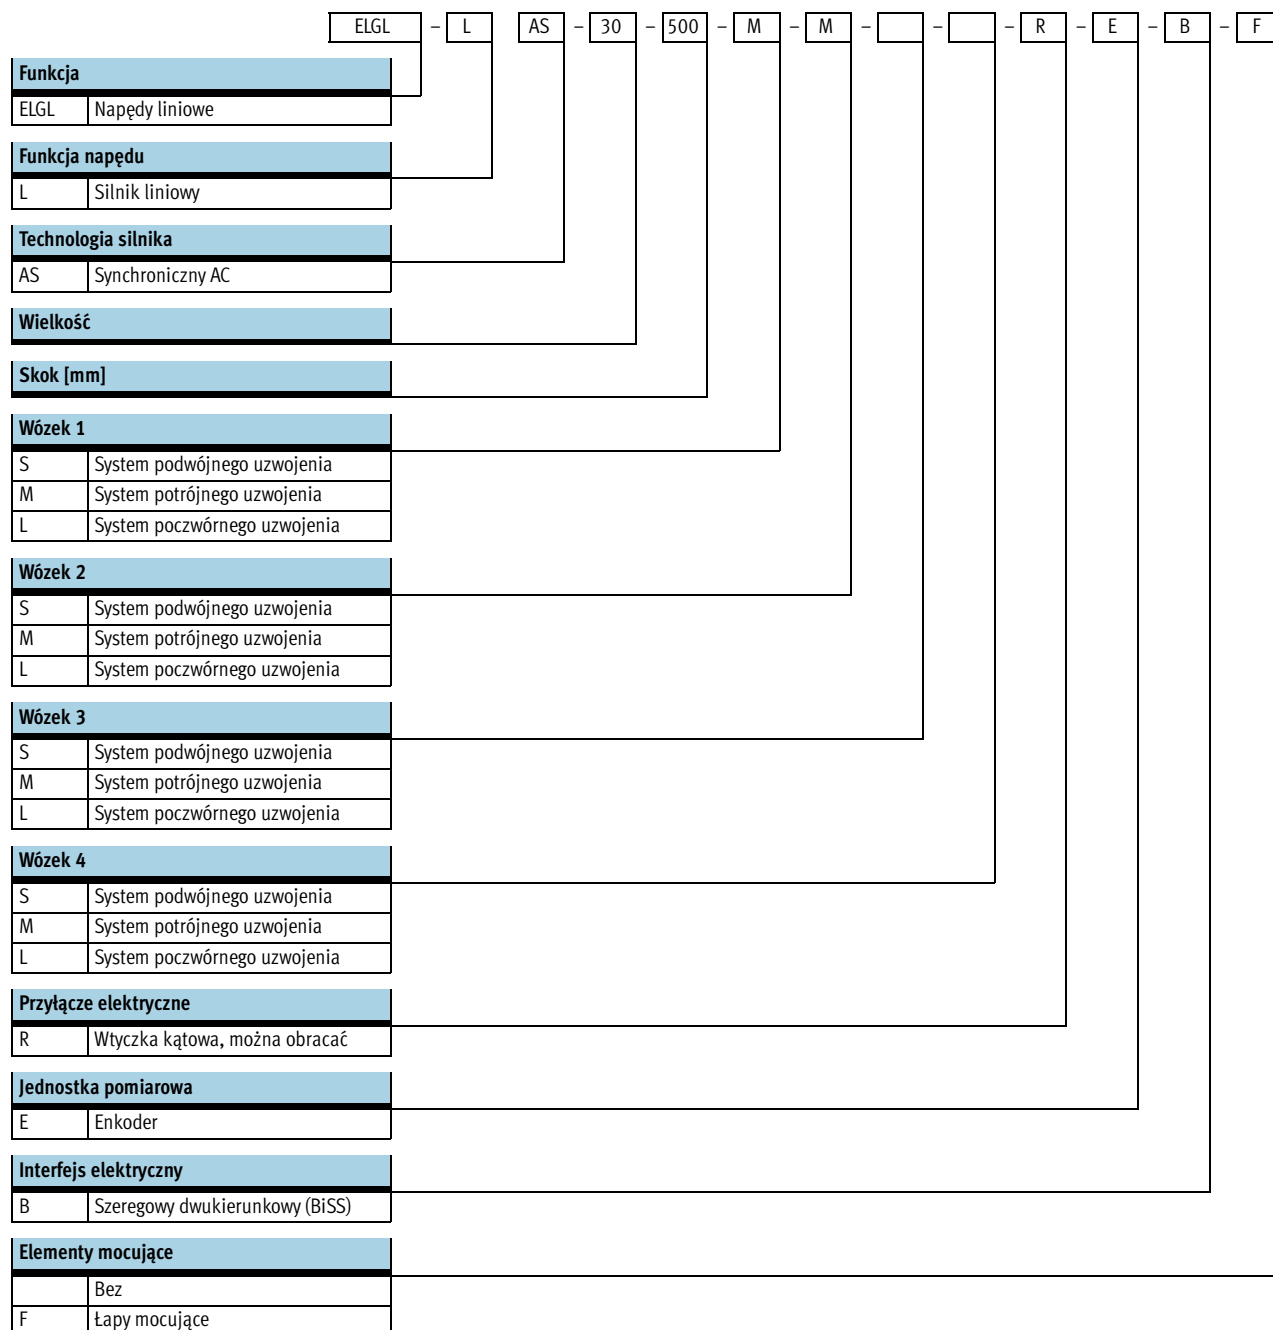 ELGL – L AS – 30 – 500 – M – M – – – R – E – B – F
Funkcja
ELGL Napędy liniowe
Funkcja napędu
L Silnik liniowy
Technologia silnika
AS Synchroniczny AC
Wielkość
Skok [mm]
Wózek 1
S System podwójnego uzwojenia
M System potrójnego uzwojenia
L System poczwórnego uzwojenia
Wózek 2
S System podwójnego uzwojenia
M System potrójnego uzwojenia
L System poczwórnego uzwojenia
Wózek 3
S System podwójnego uzwojenia
M System potrójnego uzwojenia
L System poczwórnego uzwojenia
Wózek 4
S System podwójnego uzwojenia
M System potrójnego uzwojenia
L System poczwórnego uzwojenia
Przyłącze elektryczne
R Wtyczka kątowa, można obracać
Jednostka pomiarowa
E Enkoder
Interfejs elektryczny
B Szeregowy dwukierunkowy (BiSS)
Elementy mocujące
Bez
F Łapy mocujące